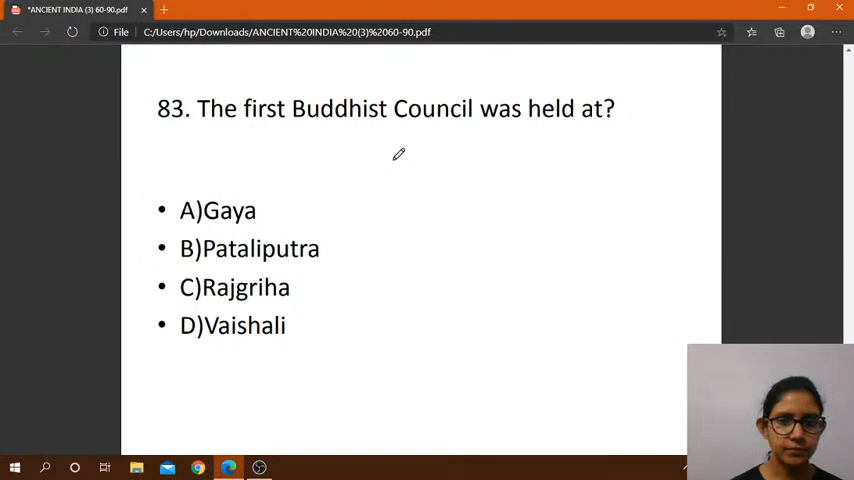 *ANCIENT INDIA (3) 60-90.pdf
File C:/Users/hp/Downloads/ANCIENT%20INDIA%20(3)%2060-90.pdf
83. The first Buddhist Council was held at?
• A)Gaya
• B)Pataliputra
• C)Rajgriha
• D)Vaishali